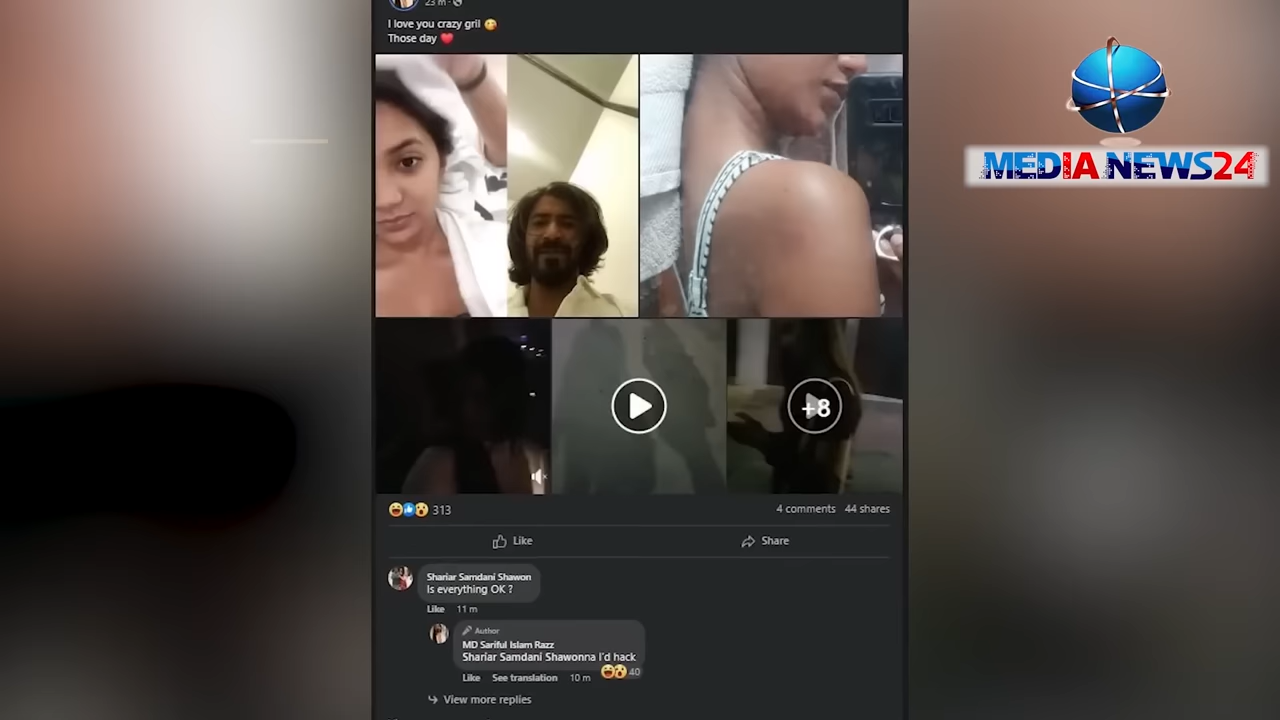 23 m
I love you crazy gril 🥰
Those day ❤️
MEDIA NEWS24
+8
313
4 comments 44 shares
Like Share
Shariar Samdani Shawon
Is everything OK ?
Like 11 m
Author
MD Sariful Islam Razz
Shariar Samdani Shawonna I'd hack
40
Like See translation 10 m
View more replies